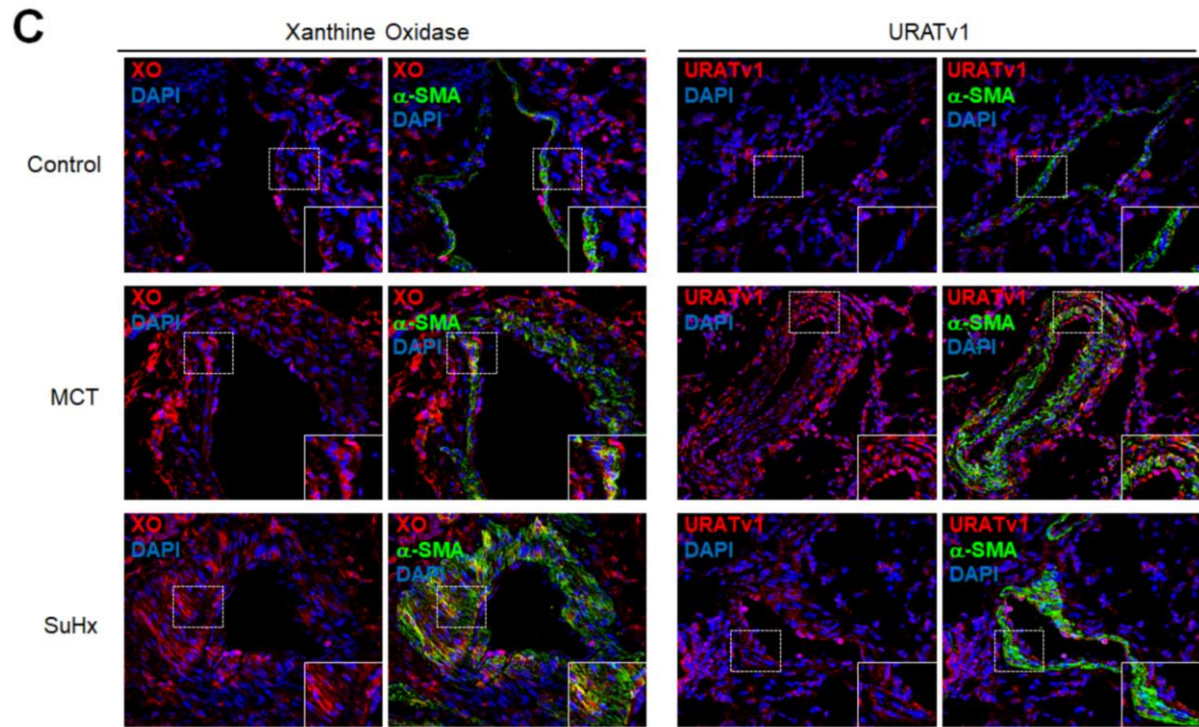 C
Xanthine Oxidase
URATv1
Control
XO
DAPI
XO
α-SMA
DAPI
URATv1
DAPI
URATv1
α-SMA
DAPI
MCT
XO
DAPI
XO
α-SMA
DAPI
URATv1
DAPI
URATv1
α-SMA
DAPI
SuHx
XO
DAPI
XO
α-SMA
DAPI
URATv1
DAPI
URATv1
α-SMA
DAPI